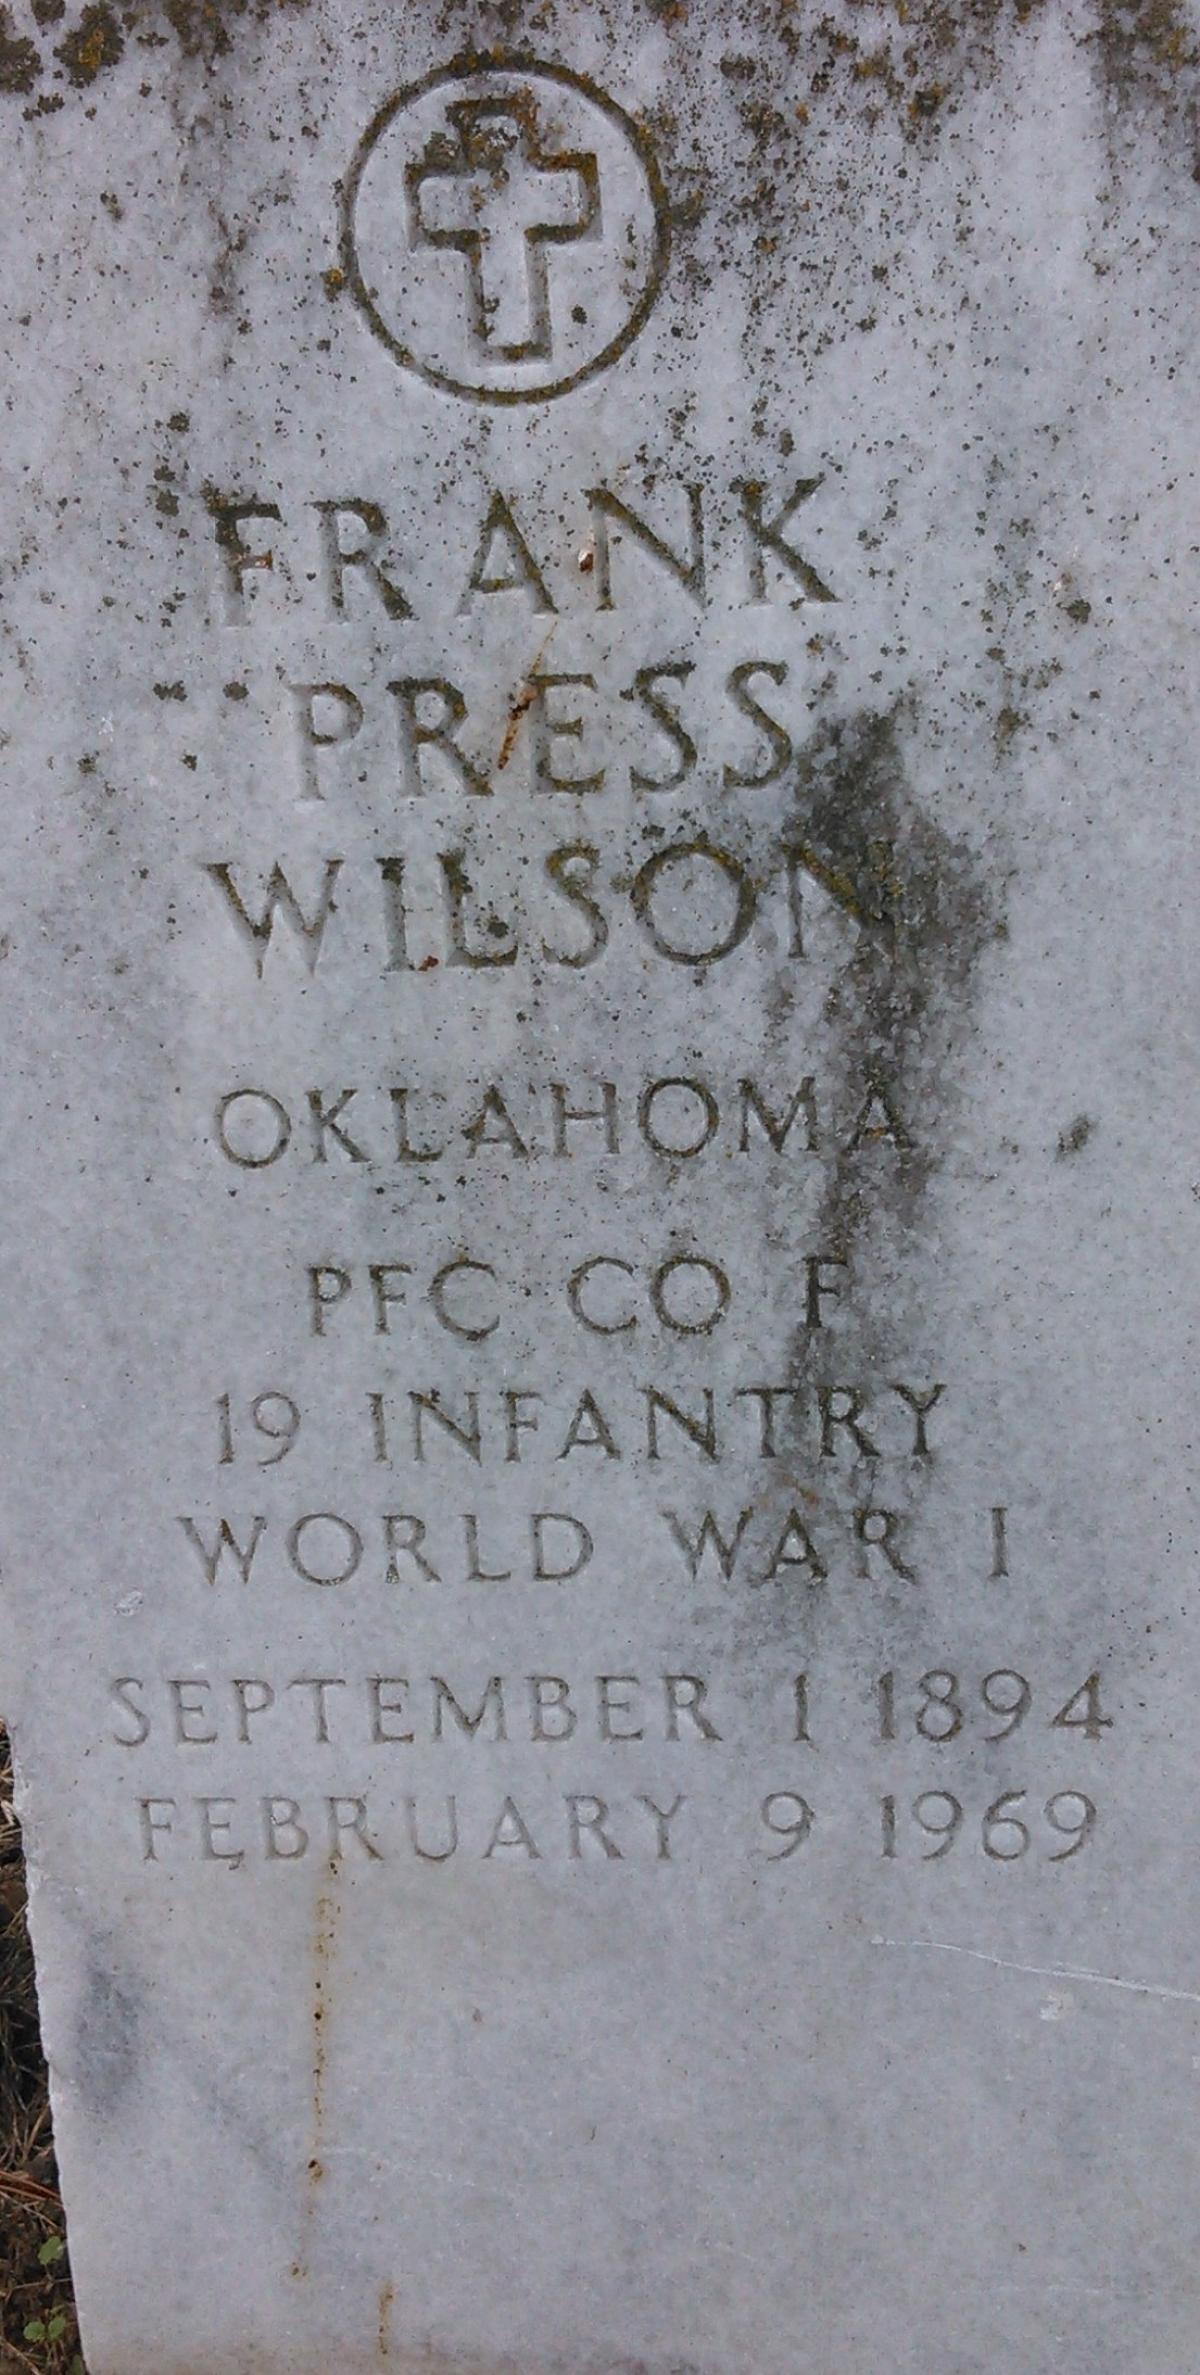 FRANK
PRESS
WILSON
OKLAHOMA
PFC CO F
19 INFANTRY
WORLD WAR I
SEPTEMBER 1 1894
FEBRUARY 9 1969